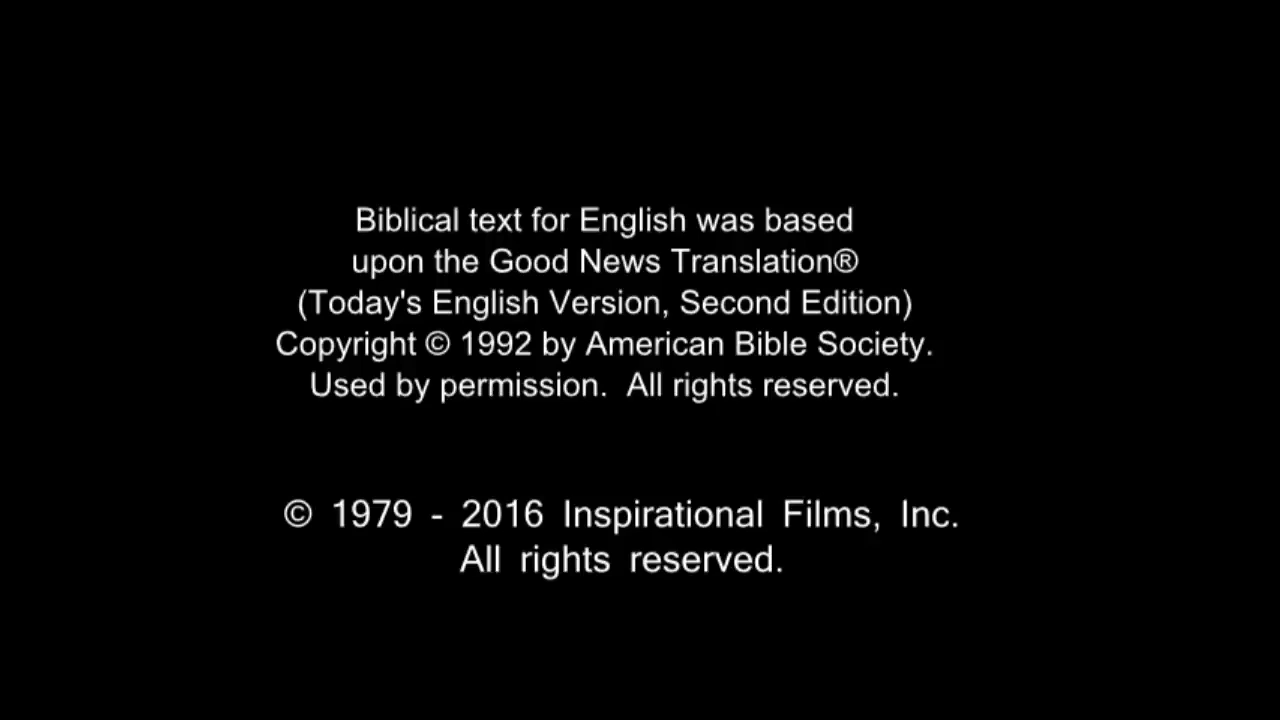 Biblical text for English was based
upon the Good News Translation®
(Today's English Version, Second Edition)
Copyright © 1992 by American Bible Society.
Used by permission.  All rights reserved.
© 1979 - 2016 Inspirational Films, Inc.
All rights reserved.